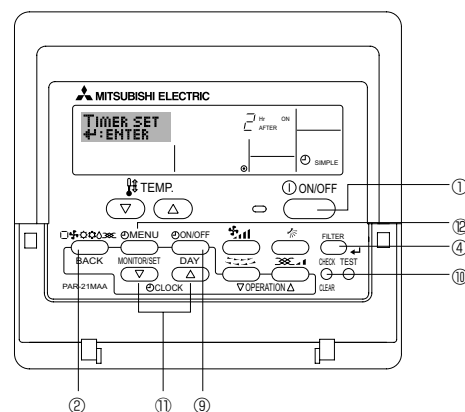 MITSUBISHI ELECTRIC
TIMER SET
↵:ENTER
2 Hr ON
AFTER
SIMPLE
TEMP.
ON/OFF
①
MENU
ON/OFF
FILTER
⑫
④
BACK
MONITOR/SET
DAY
CHECK TEST
PAR-21MAA
CLOCK
▽OPERATION△
CLEAR
⑩
②
⑪
⑨